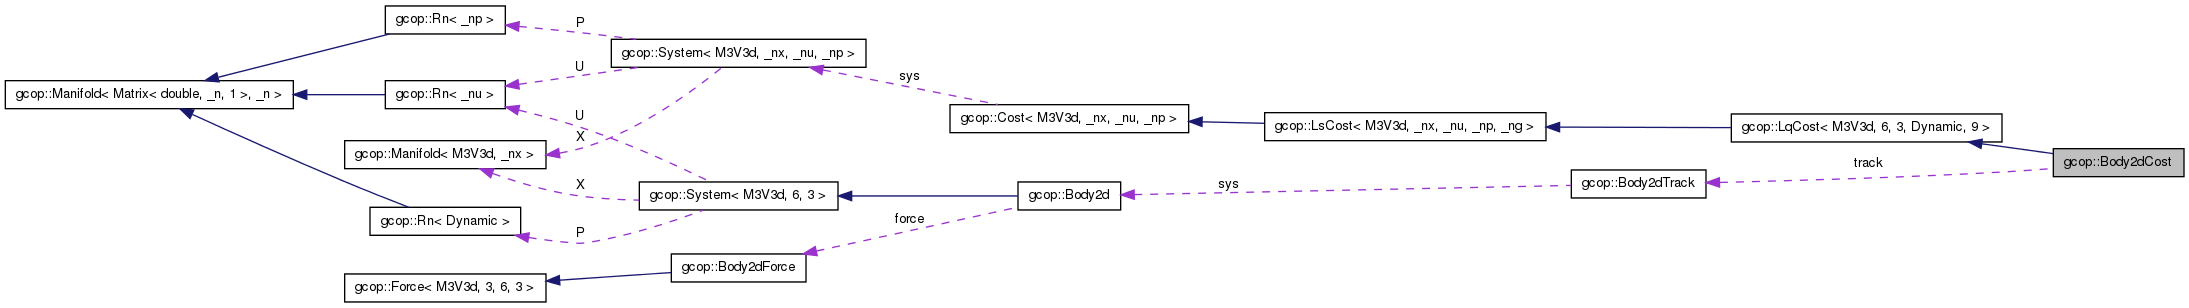 gcop::Rn< _np >
P
gcop::System< M3V3d, _nx, _nu, _np >
U
sys
gcop::Manifold< Matrix< double, _n, 1 >, _n >
gcop::Rn< _nu >
U
gcop::Cost< M3V3d, _nx, _nu, _np >
gcop::LsCost< M3V3d, _nx, _nu, _np, _ng >
gcop::LqCost< M3V3d, 6, 3, Dynamic, 9 >
X
gcop::Manifold< M3V3d, _nx >
track
gcop::Body2dCost
X
gcop::System< M3V3d, 6, 3 >
gcop::Body2d
sys
gcop::Body2dTrack
gcop::Rn< Dynamic >
P
force
gcop::Body2dForce
gcop::Force< M3V3d, 3, 6, 3 >